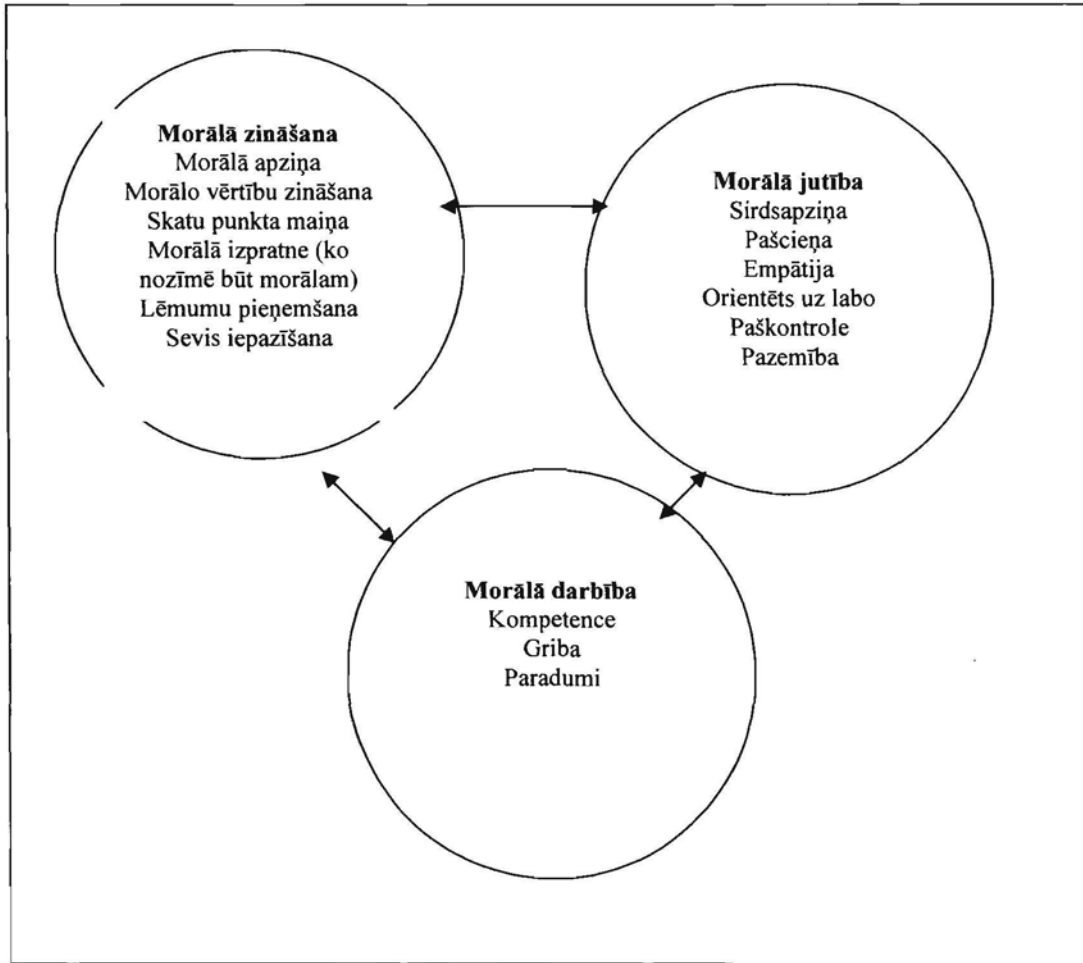 Morālā zināšana
Morālā apziņa
Morālo vērtību zināšana
Skatu punkta maiņa
Morālā izpratne (ko
nozīmē būt morālam)
Lēmumu pieņemšana
Sevis iepazīšana
Morālā jutība
Sirdsapziņa
Pašcieņa
Empātija
Orientēts uz labo
Paškontrole
Pazemība
Morālā darbība
Kompetence
Griba
Paradumi